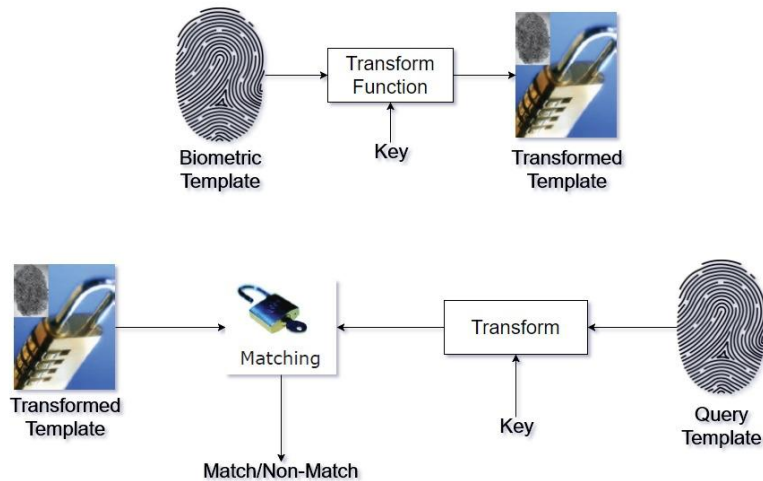 Transform
Function
Biometric
Template
Key
Transformed
Template
Matching
Transform
Transformed
Template
Key
Query
Template
Match/Non-Match